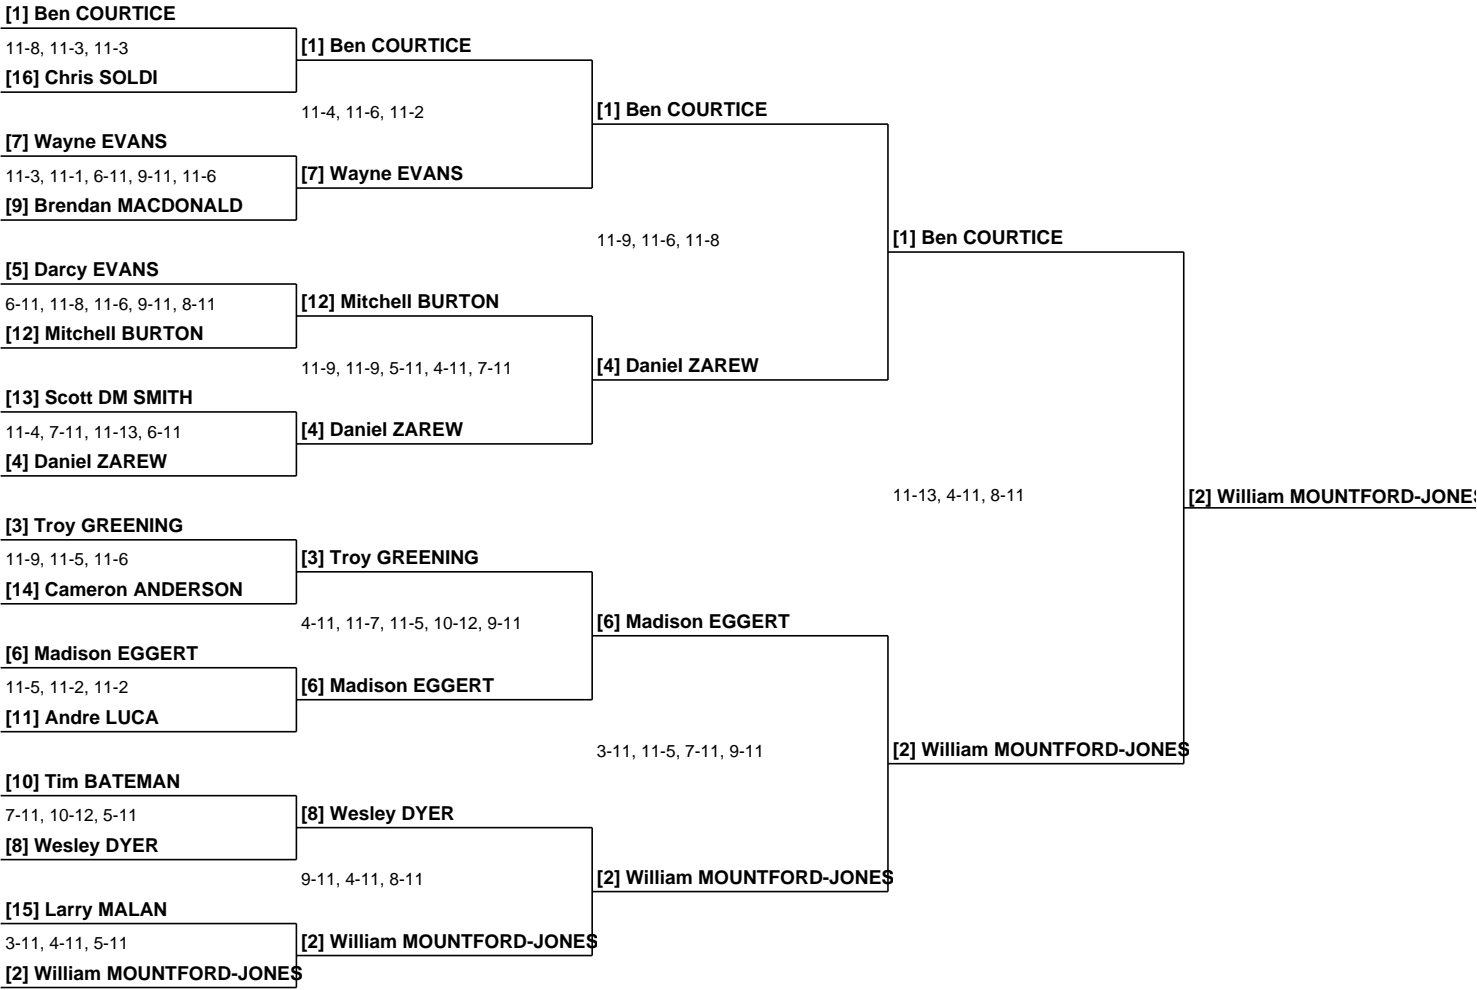 [1] Ben COURTICE
11-8, 11-3, 11-3
[16] Chris SOLDI
[7] Wayne EVANS
11-3, 11-1, 6-11, 9-11, 11-6
[9] Brendan MACDONALD
[5] Darcy EVANS
6-11, 11-8, 11-6, 9-11, 8-11
[12] Mitchell BURTON
[13] Scott DM SMITH
11-4, 7-11, 11-13, 6-11
[4] Daniel ZAREW
[3] Troy GREENING
11-9, 11-5, 11-6
[14] Cameron ANDERSON
[6] Madison EGGERT
11-5, 11-2, 11-2
[11] Andre LUCA
[10] Tim BATEMAN
7-11, 10-12, 5-11
[8] Wesley DYER
[15] Larry MALAN
3-11, 4-11, 5-11
[2] William MOUNTFORD-JONES
[1] Ben COURTICE
11-4, 11-6, 11-2
[7] Wayne EVANS
[12] Mitchell BURTON
11-9, 11-9, 5-11, 4-11, 7-11
[4] Daniel ZAREW
[3] Troy GREENING
4-11, 11-7, 11-5, 10-12, 9-11
[6] Madison EGGERT
[8] Wesley DYER
9-11, 4-11, 8-11
[2] William MOUNTFORD-JONES
[1] Ben COURTICE
11-9, 11-6, 11-8
[4] Daniel ZAREW
[6] Madison EGGERT
3-11, 11-5, 7-11, 9-11
[2] William MOUNTFORD-JONES
[1] Ben COURTICE
11-13, 4-11, 8-11
[2] William MOUNTFORD-JONES
[2] William MOUNTFORD-JONES